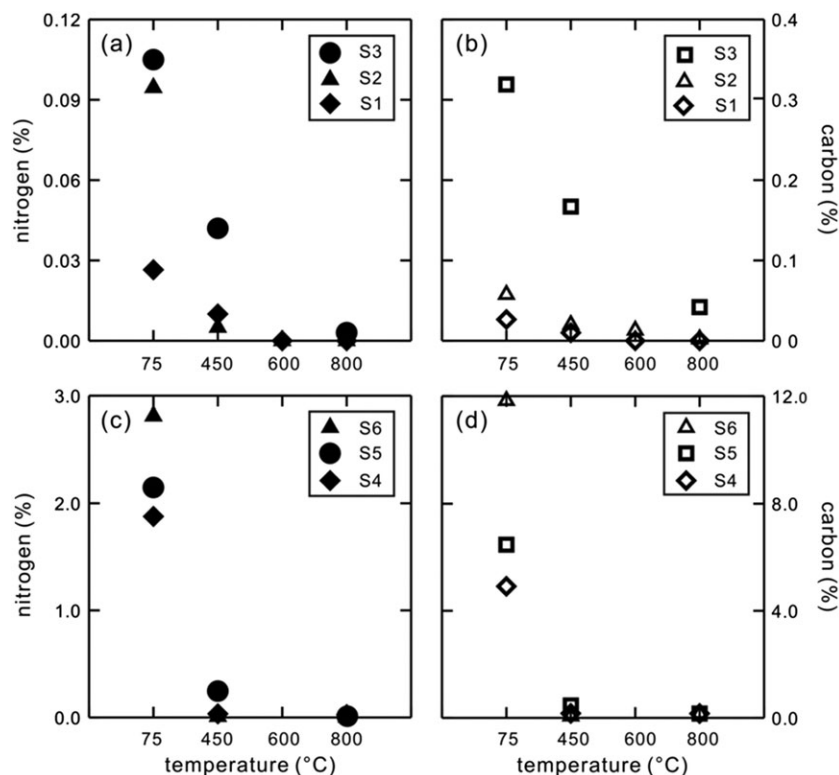 (a)
S3
S2
S1
0.12
0.09
0.06
0.03
0.00
nitrogen (%)
75 450 600 800
(b)
S3
S2
S1
0.4
0.3
0.2
0.1
0.0
carbon (%)
75 450 600 800
(c)
S6
S5
S4
3.0
2.0
1.0
0.0
nitrogen (%)
75 450 600 800
temperature (°C)
(d)
S6
S5
S4
12.0
8.0
4.0
0.0
carbon (%)
75 450 600 800
temperature (°C)